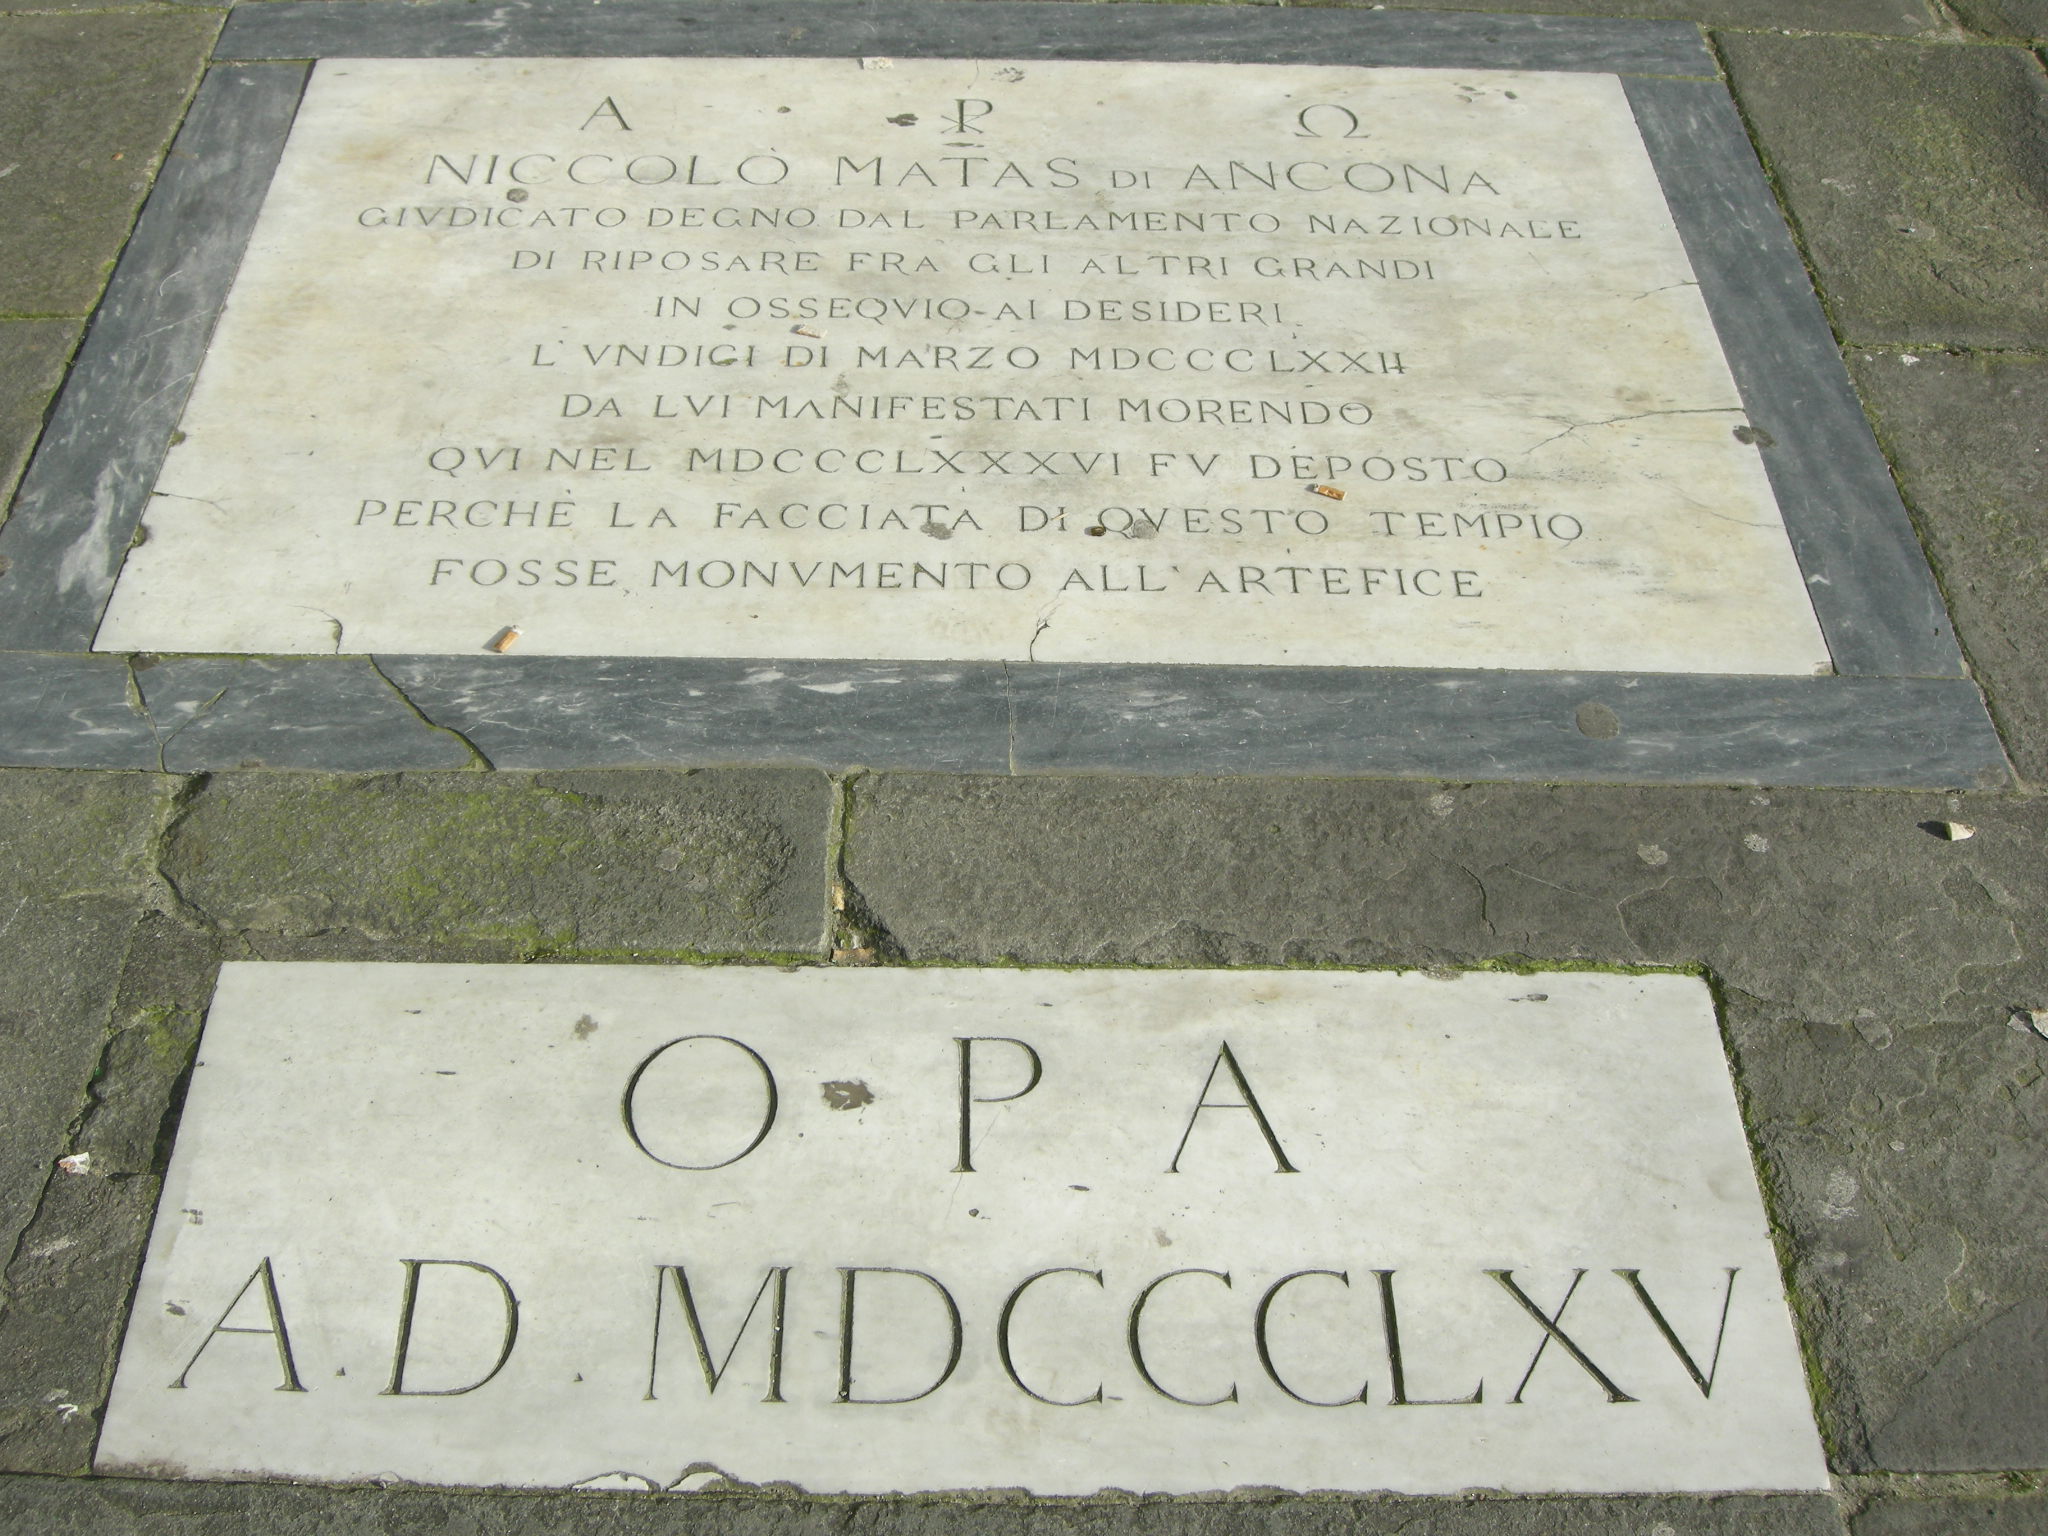 Α ☧ Ω
NICCOLÒ MATAS DI ANCONA
GIVDICATO DEGNO DAL PARLAMENTO NAZIONALE
DI RIPOSARE FRA GLI ALTRI GRANDI
IN OSSEQVIO AI DESIDERI
L'VNDICI DI MARZO MDCCCLXXII
DA LVI MANIFESTATI MORENDO
QVI NEL MDCCCLXXXVI FV DEPOSTO
PERCHÈ LA FACCIATA DI QVESTO TEMPIO
FOSSE MONVMENTO ALL'ARTEFICE
O P A
A.D. MDCCCLXV